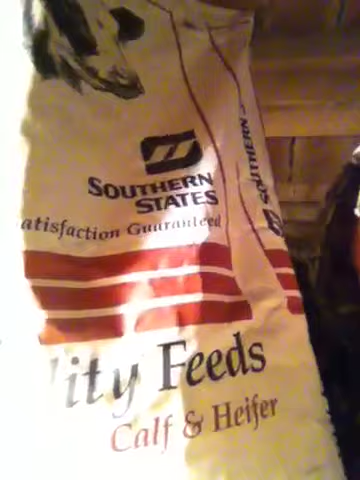 SOUTHERN
STATES
atisfaction Guaranteed
lity Feeds
Calf & Heifer
SOUTHERN